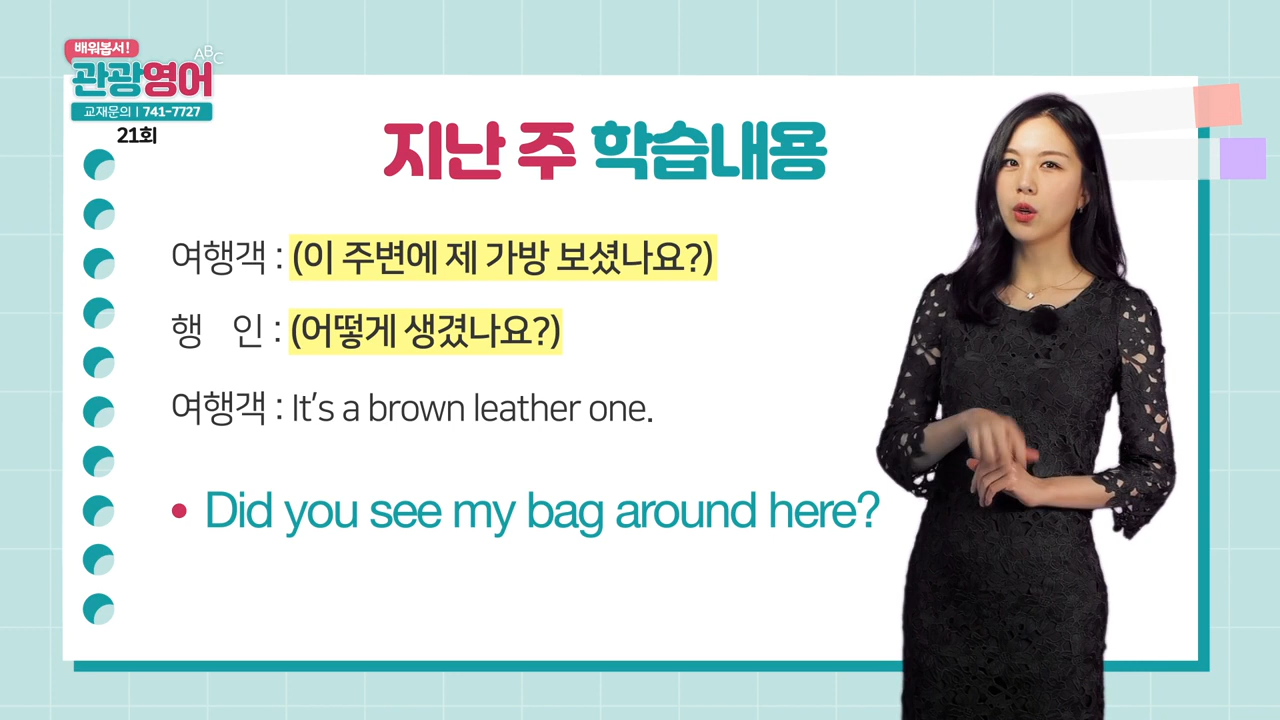 배워봅서!
ABC
관광영어
교재문의 | 741-7727
21회
지난 주 학습내용
여행객 : (이 주변에 제 가방 보셨나요?)
행 인 : (어떻게 생겼나요?)
여행객 : It's a brown leather one.
• Did you see my bag around here?